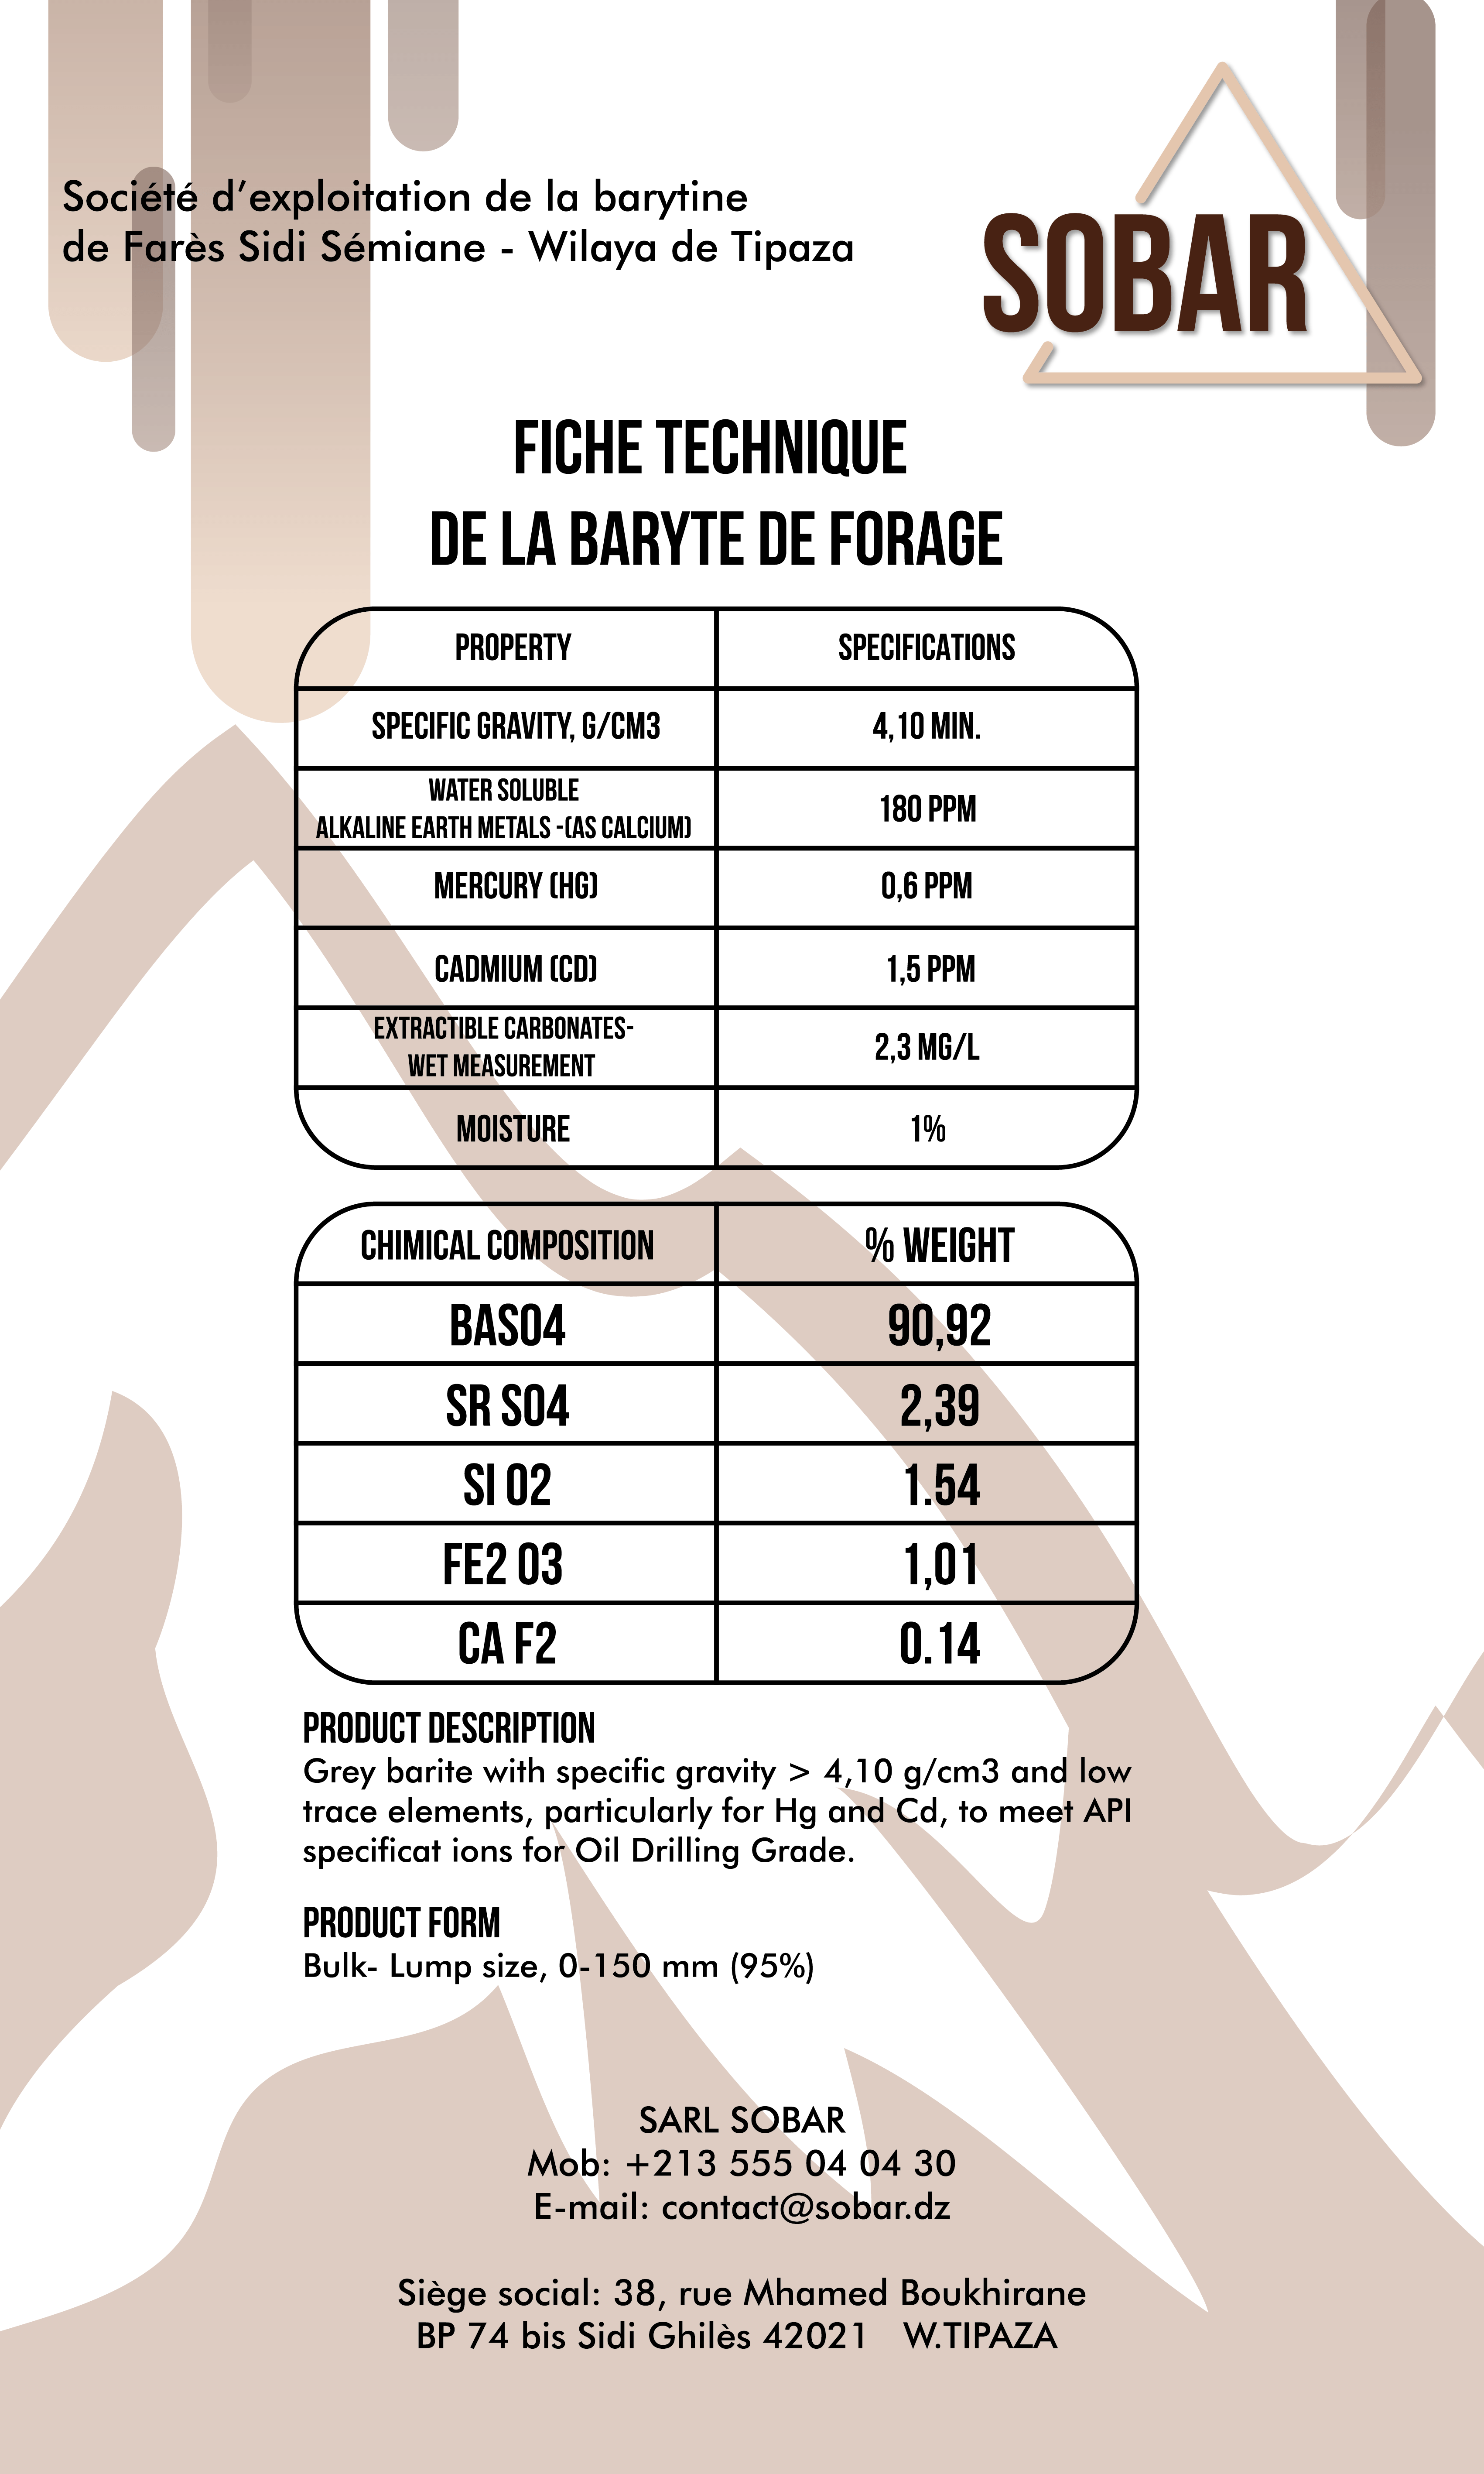 Société d’exploitation de la barytine
de Farès Sidi Sémiane - Wilaya de Tipaza
SOBAR
FICHE TECHNIQUE
DE LA BARYTE DE FORAGE
PROPERTY SPECIFICATIONS
SPECIFIC GRAVITY, G/CM3 4,10 MIN.
WATER SOLUBLE
ALKALINE EARTH METALS -(AS CALCIUM) 180 PPM
MERCURY (HG) 0,6 PPM
CADMIUM (CD) 1,5 PPM
EXTRACTIBLE CARBONATES-
WET MEASUREMENT 2,3 MG/L
MOISTURE 1%
CHIMICAL COMPOSITION % WEIGHT
BASO4 90,92
SR SO4 2,39
SI O2 1.54
FE2 O3 1,01
CA F2 0.14
PRODUCT DESCRIPTION
Grey barite with specific gravity > 4,10 g/cm3 and low
trace elements, particularly for Hg and Cd, to meet API
specificat ions for Oil Drilling Grade.
PRODUCT FORM
Bulk- Lump size, 0-150 mm (95%)
SARL SOBAR
Mob: +213 555 04 04 30
E-mail: contact@sobar.dz
Siège social: 38, rue Mhamed Boukhirane
BP 74 bis Sidi Ghilès 42021 W.TIPAZA